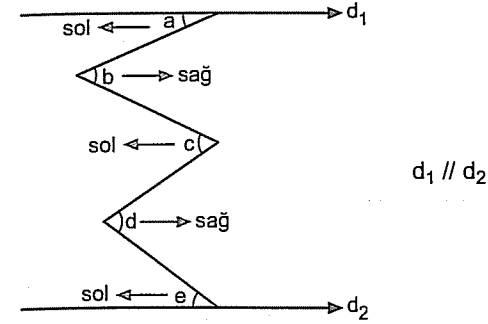 d₁
sol a
b sağ
sol c
d₁ // d₂
d sağ
sol e
d₂